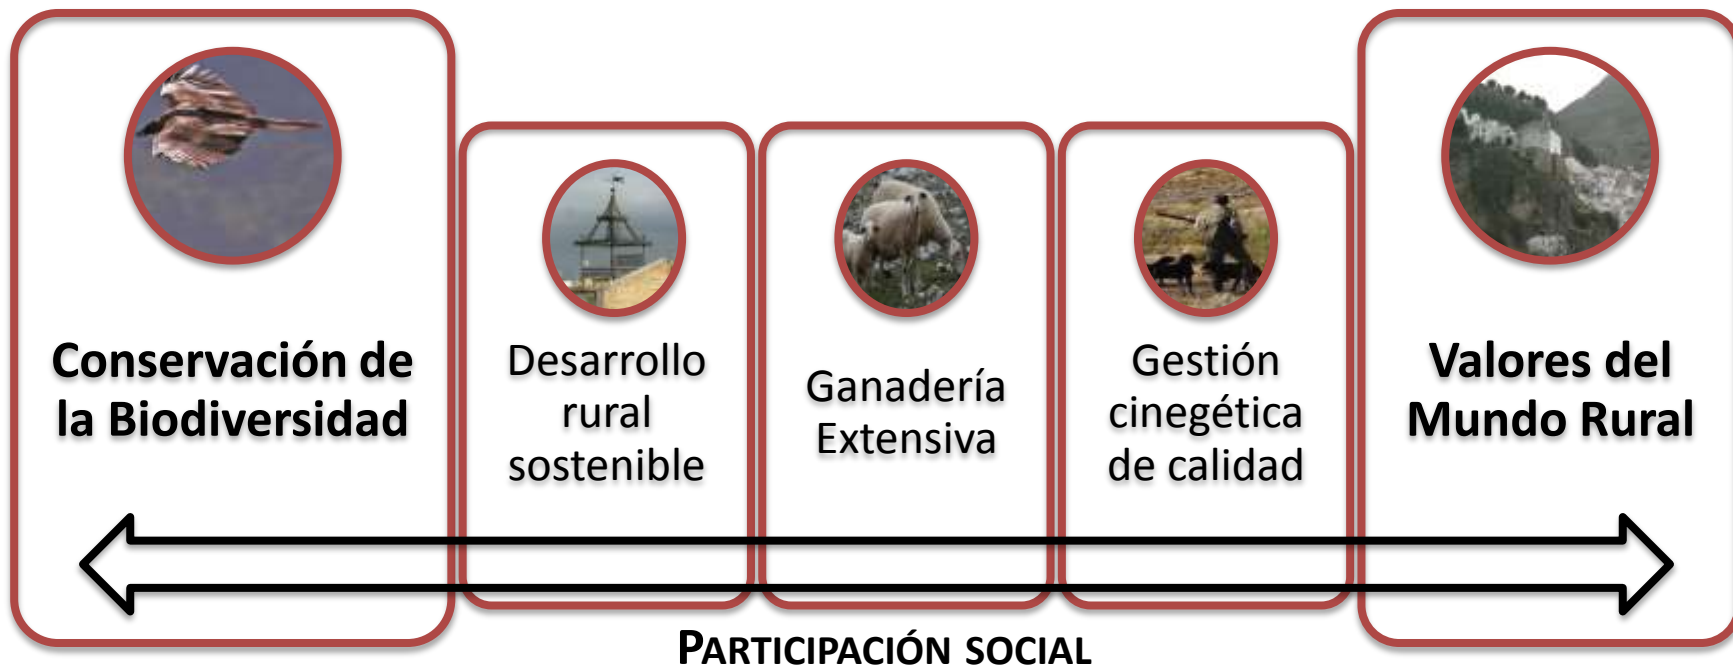 Conservación de
la Biodiversidad
Desarrollo
rural
sostenible
Ganadería
Extensiva
Gestión
cinegética
de calidad
Valores del
Mundo Rural
PARTICIPACIÓN SOCIAL